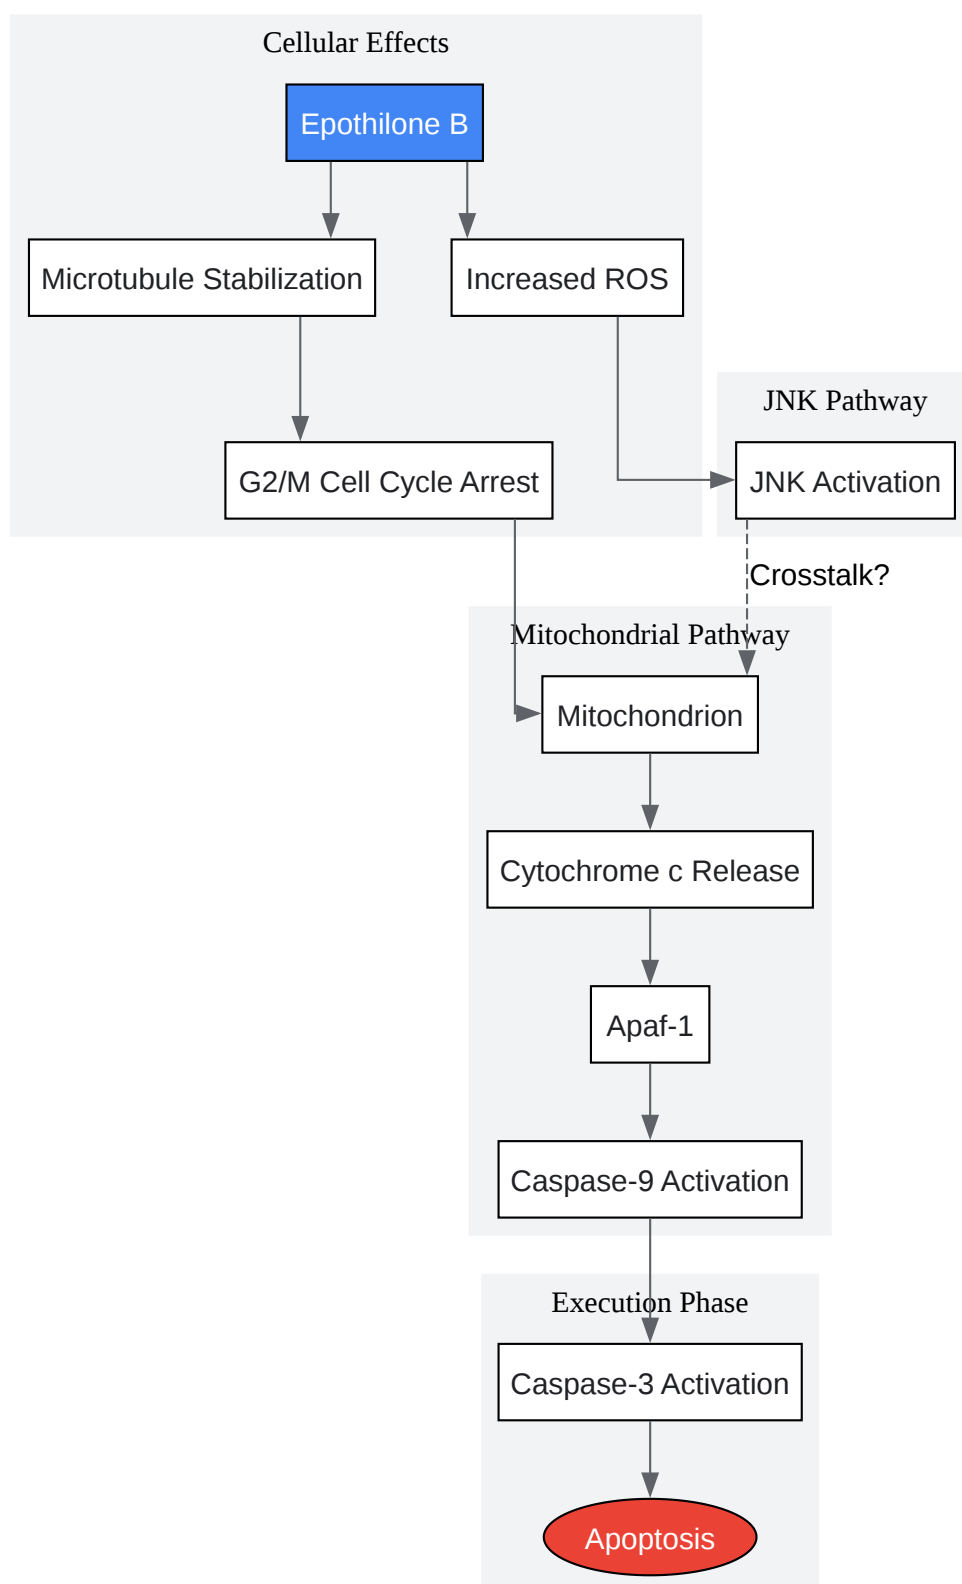 Cellular Effects
Epothilone B
Microtubule Stabilization
Increased ROS
JNK Pathway
G2/M Cell Cycle Arrest
JNK Activation
Crosstalk?
Mitochondrial Pathway
Mitochondrion
Cytochrome c Release
Apaf-1
Caspase-9 Activation
Execution Phase
Caspase-3 Activation
Apoptosis